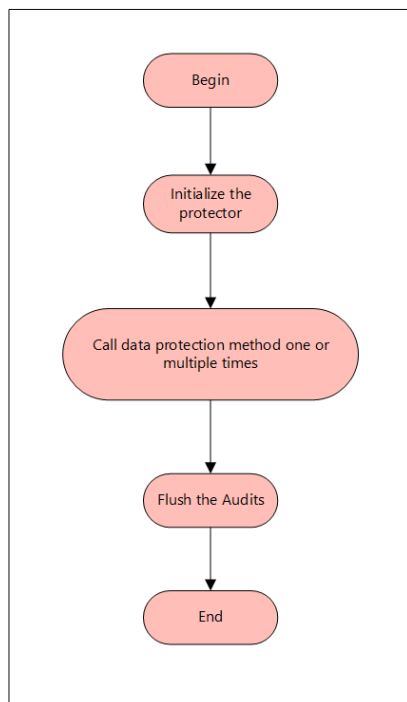 Begin
Initialize the
protector
Call data protection method one or
multiple times
Flush the Audits
End